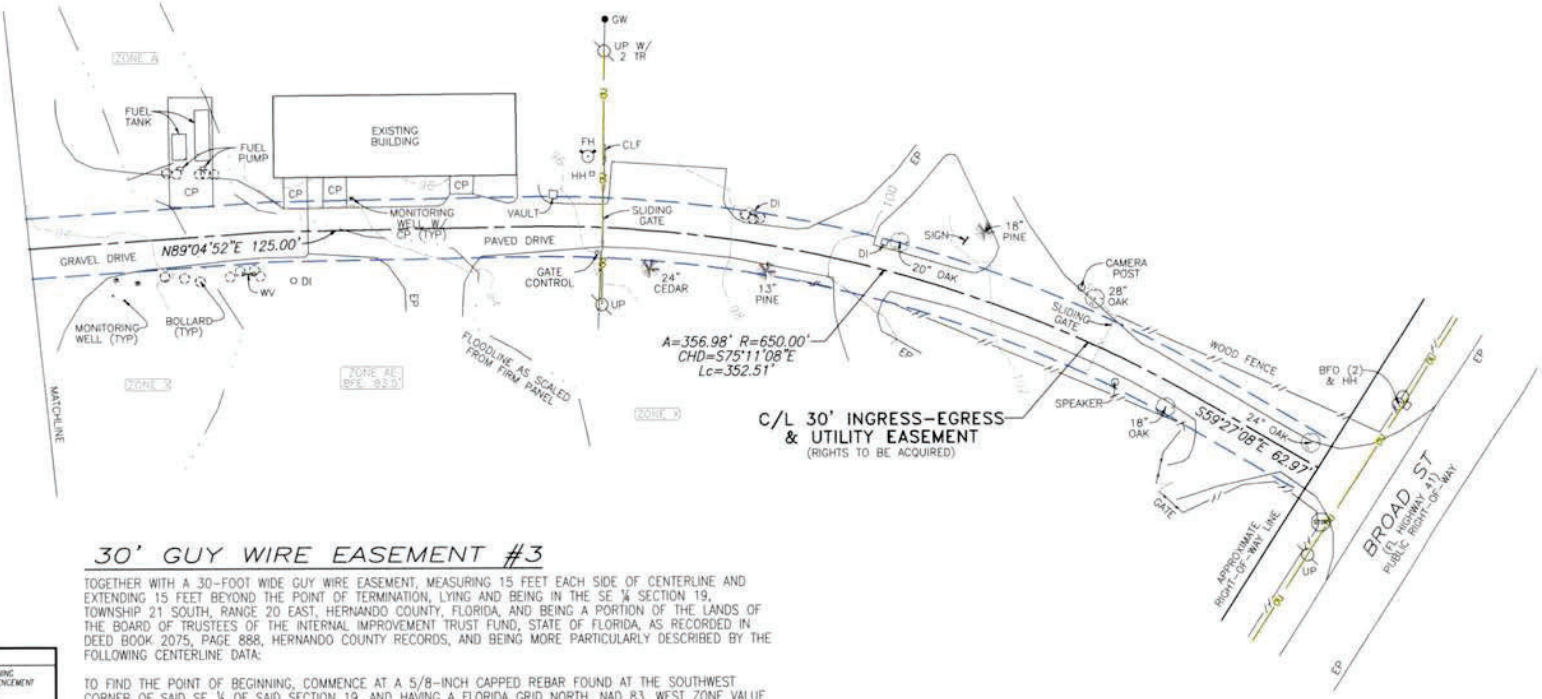 GW
UP W/
2 TR
ZONE A
FUEL
TANK
EXISTING
BUILDING
FUEL
PUMP
FH
CLF
HH
EP
CP
CP
CP
CP
MONITORING
WELL W/
CP (TYP)
VAULT
SLIDING
GATE
DI
100
SIGN
18"
PINE
N89°04'52"E 125.00'
PAVED DRIVE
GRAVEL DRIVE
DI
20" OAK
CAMERA
POST
28"
OAK
GATE
CONTROL
24"
CEDAR
13"
PINE
WV
DI
EP
UP
SLIDING
GATE
MONITORING
WELL (TYP)
BOLLARD
(TYP)
FLOODLINE AS SCALED
FROM FIRM PANEL
A=356.98' R=650.00'
CHD=S75°11'08"E
Lc=352.51'
EP
WOOD FENCE
BFO (2)
& HH
EP
ZONE X
ZONE AE
BFE '83.0'
ZONE X
MATCHLINE
SPEAKER
18"
OAK
24" OAK
S59°27'08"E 62.97'
C/L 30' INGRESS-EGRESS
& UTILITY EASEMENT
(RIGHTS TO BE ACQUIRED)
GATE
APPROXIMATE
RIGHT-OF-WAY LINE
UP
BROAD ST
(FL HIGHWAY 41)
PUBLIC RIGHT-OF-WAY
EP
30' GUY WIRE EASEMENT #3
TOGETHER WITH A 30-FOOT WIDE GUY WIRE EASEMENT, MEASURING 15 FEET EACH SIDE OF CENTERLINE AND
EXTENDING 15 FEET BEYOND THE POINT OF TERMINATION, LYING AND BEING IN THE SE ¼ SECTION 19,
TOWNSHIP 21 SOUTH, RANGE 20 EAST, HERNANDO COUNTY, FLORIDA, AND BEING A PORTION OF THE LANDS OF
THE BOARD OF TRUSTEES OF THE INTERNAL IMPROVEMENT TRUST FUND, STATE OF FLORIDA, AS RECORDED IN
DEED BOOK 2075, PAGE 888, HERNANDO COUNTY RECORDS, AND BEING MORE PARTICULARLY DESCRIBED BY THE
FOLLOWING CENTERLINE DATA:
TO FIND THE POINT OF BEGINNING, COMMENCE AT A 5/8-INCH CAPPED REBAR FOUND AT THE SOUTHWEST
CORNER OF SAID SE ¼ OF SAID SECTION 19, AND HAVING A FLORIDA GRID NORTH, NAD 83, WEST ZONE VALUE